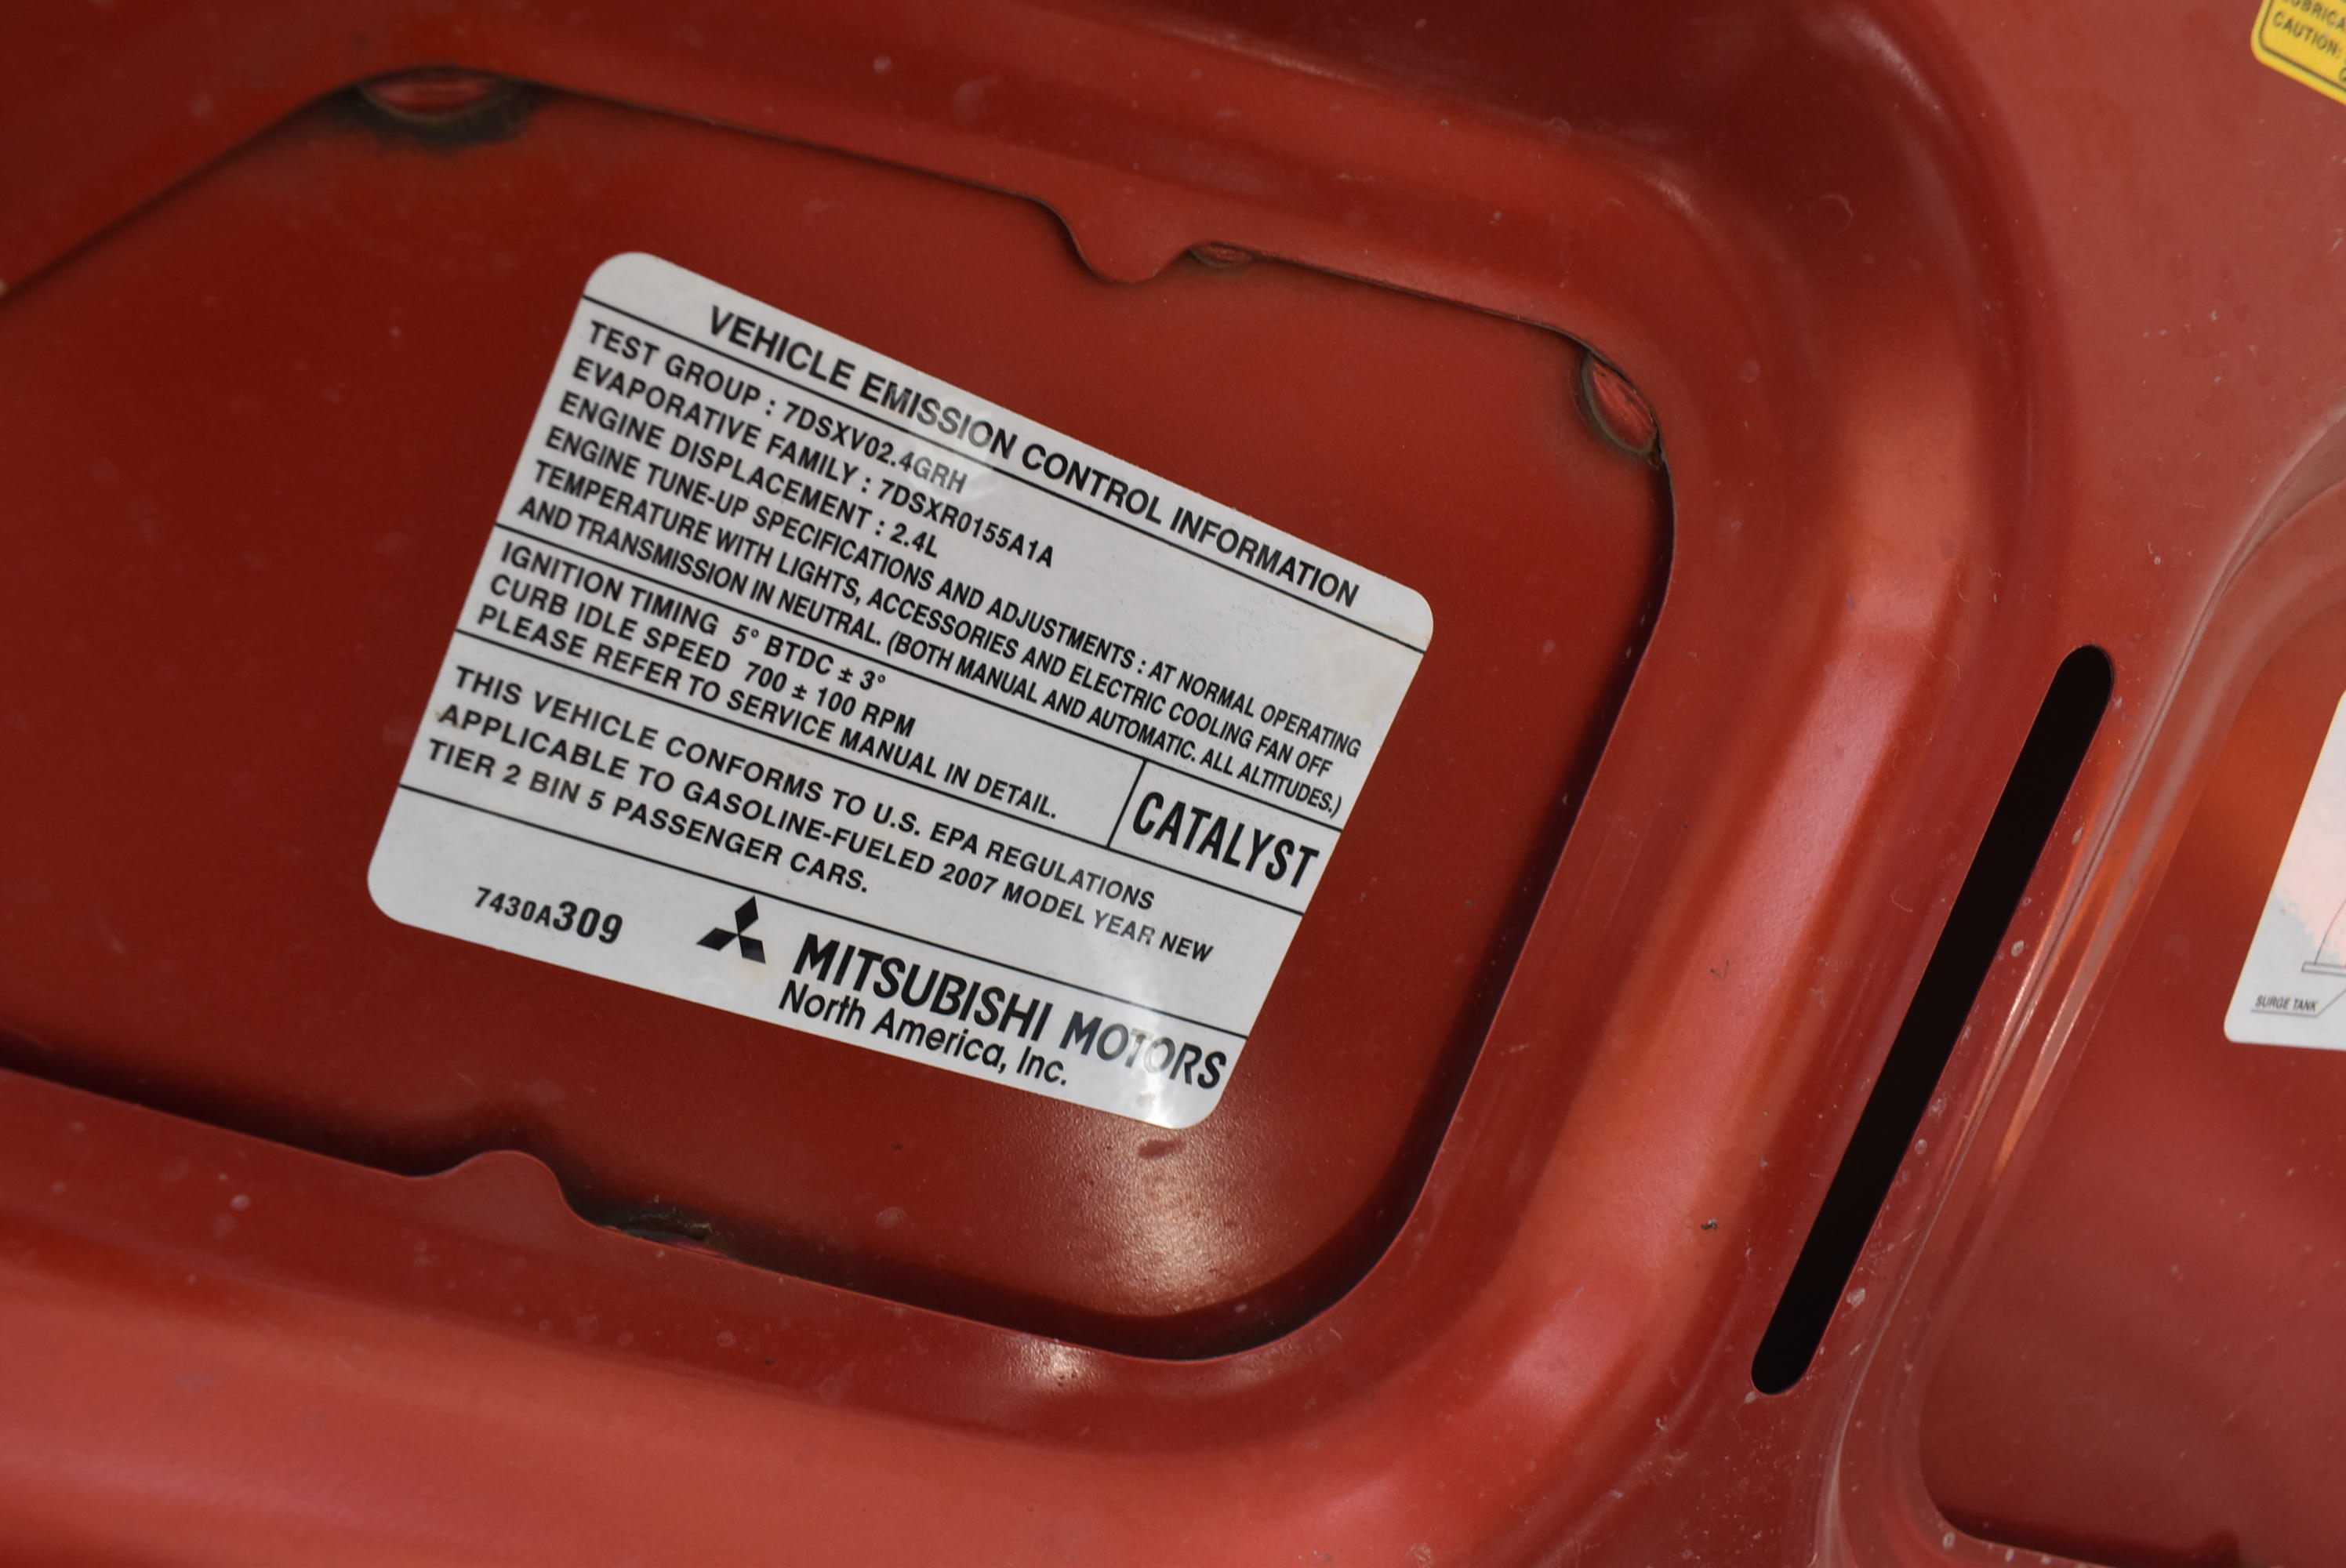 VEHICLE EMISSION CONTROL INFORMATION
TEST GROUP : 7DSXV02.4GRH
EVAPORATIVE FAMILY : 7DSXR0155A1A
ENGINE DISPLACEMENT : 2.4L
ENGINE TUNE-UP SPECIFICATIONS AND ADJUSTMENTS : AT NORMAL OPERATING
TEMPERATURE WITH LIGHTS, ACCESSORIES AND ELECTRIC COOLING FAN OFF
AND TRANSMISSION IN NEUTRAL. (BOTH MANUAL AND AUTOMATIC. ALL ALTITUDES.)
IGNITION TIMING 5° BTDC ± 3°
CURB IDLE SPEED 700 ± 100 RPM
PLEASE REFER TO SERVICE MANUAL IN DETAIL.
CATALYST
THIS VEHICLE CONFORMS TO U.S. EPA REGULATIONS
APPLICABLE TO GASOLINE-FUELED 2007 MODEL YEAR NEW
TIER 2 BIN 5 PASSENGER CARS.
7430A309
MITSUBISHI MOTORS
North America, Inc.
CAUTION:
SURGE TANK